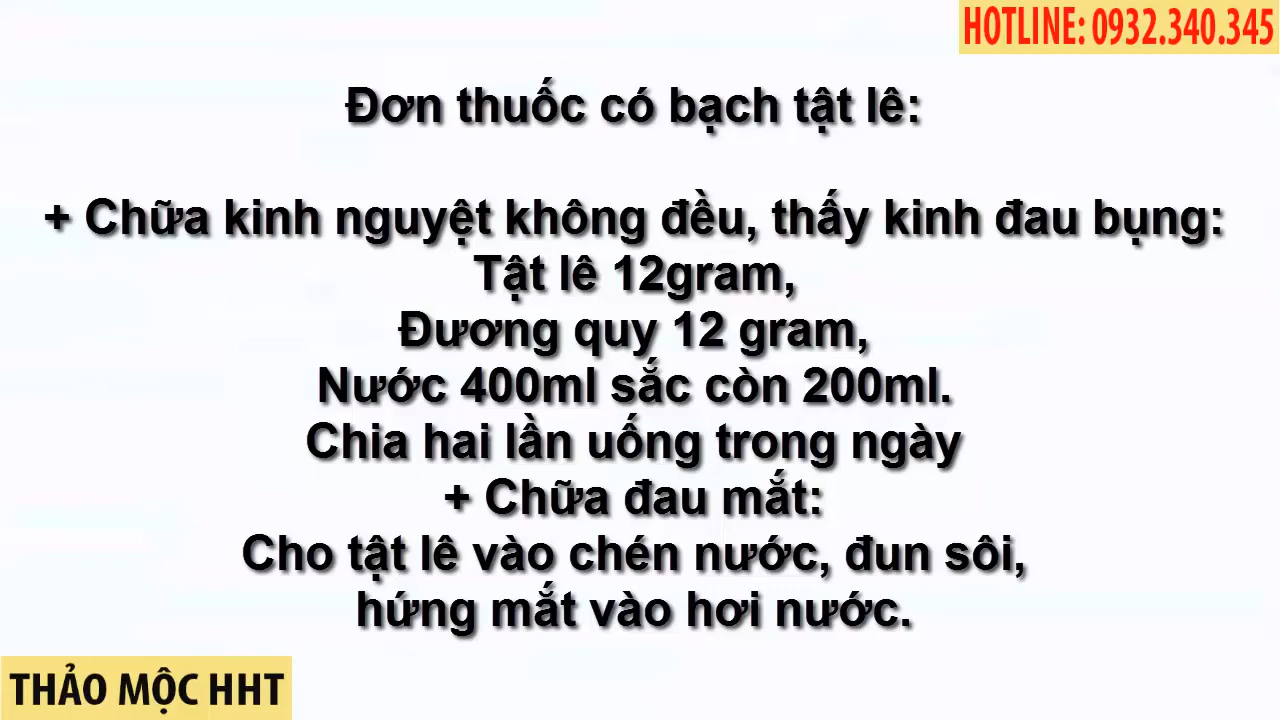 HOTLINE: 0932.340.345
Đơn thuốc có bạch tật lê:
+ Chữa kinh nguyệt không đều, thấy kinh đau bụng:
Tật lê 12gram,
Đương quy 12 gram,
Nước 400ml sắc còn 200ml.
Chia hai lần uống trong ngày
+ Chữa đau mắt:
Cho tật lê vào chén nước, đun sôi,
hứng mắt vào hơi nước.
THẢO MỘC HHT